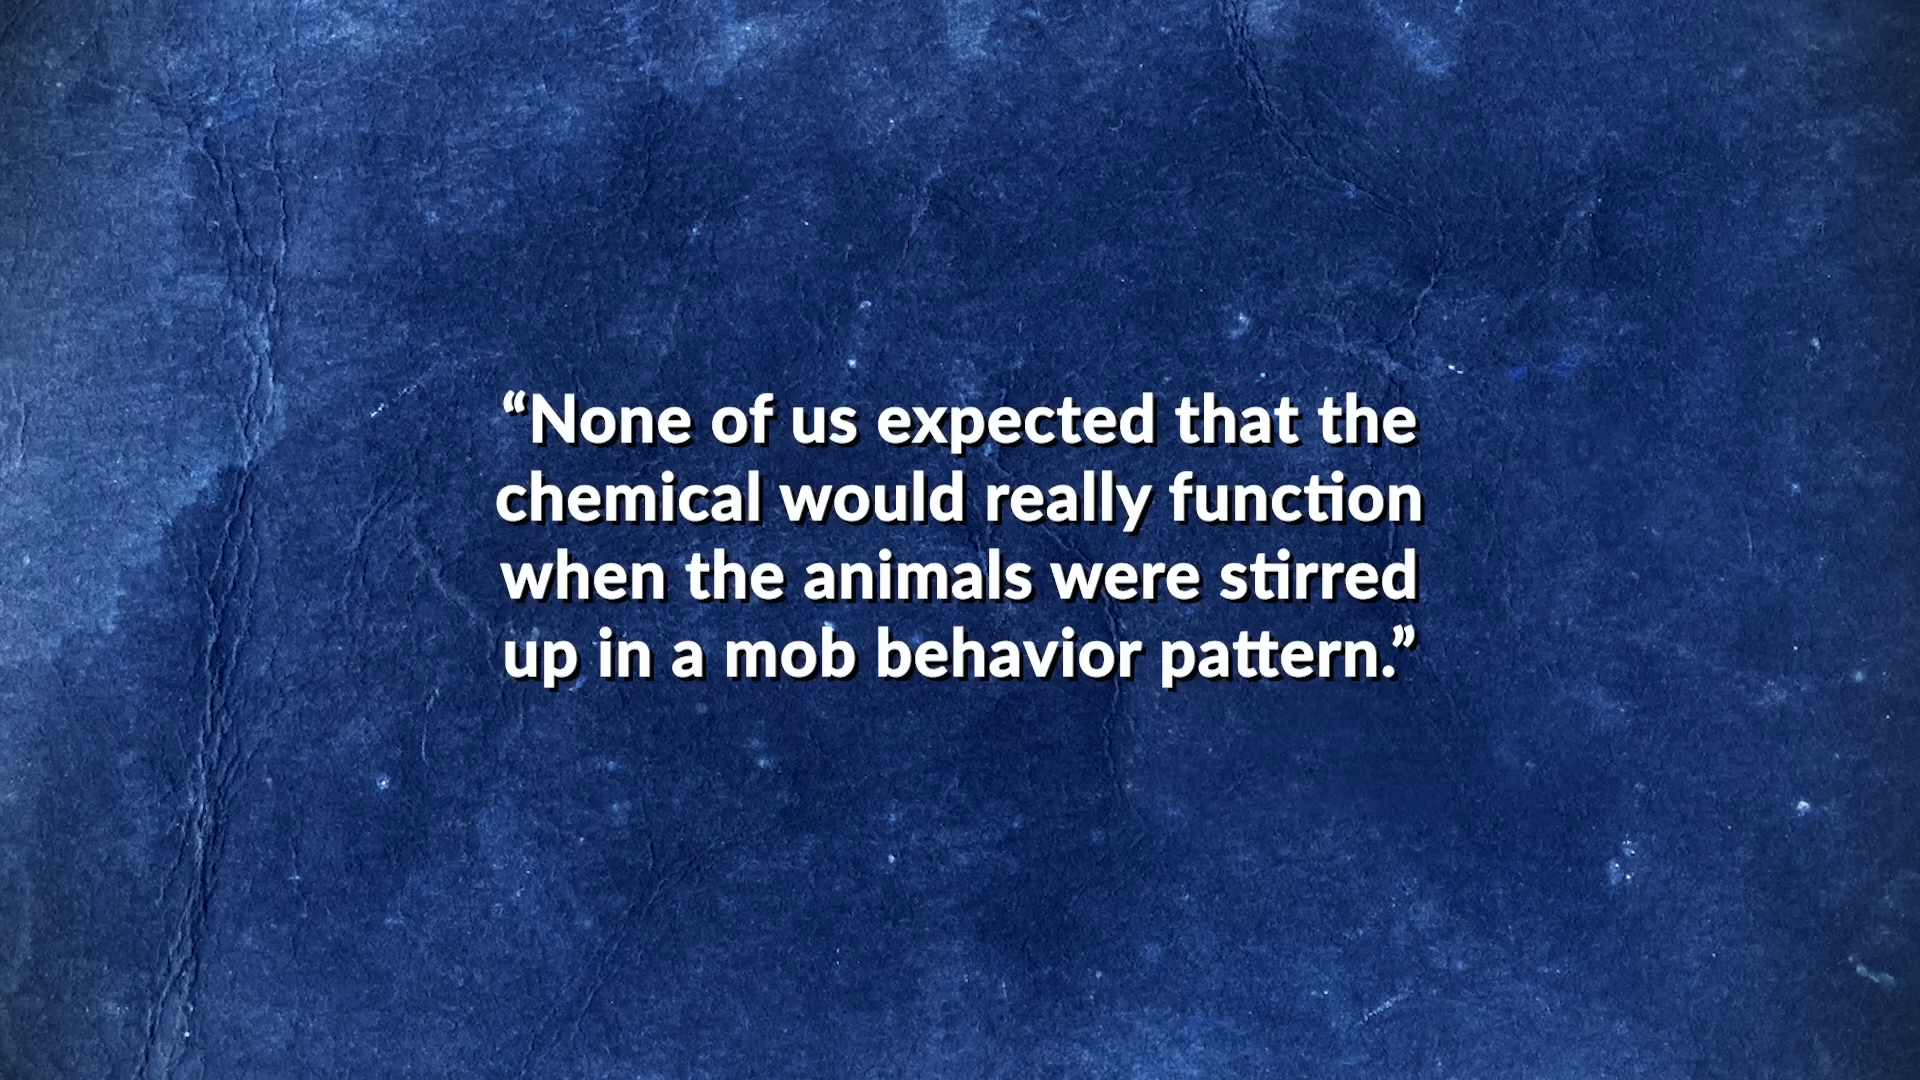 “None of us expected that the
chemical would really function
when the animals were stirred
up in a mob behavior pattern.”